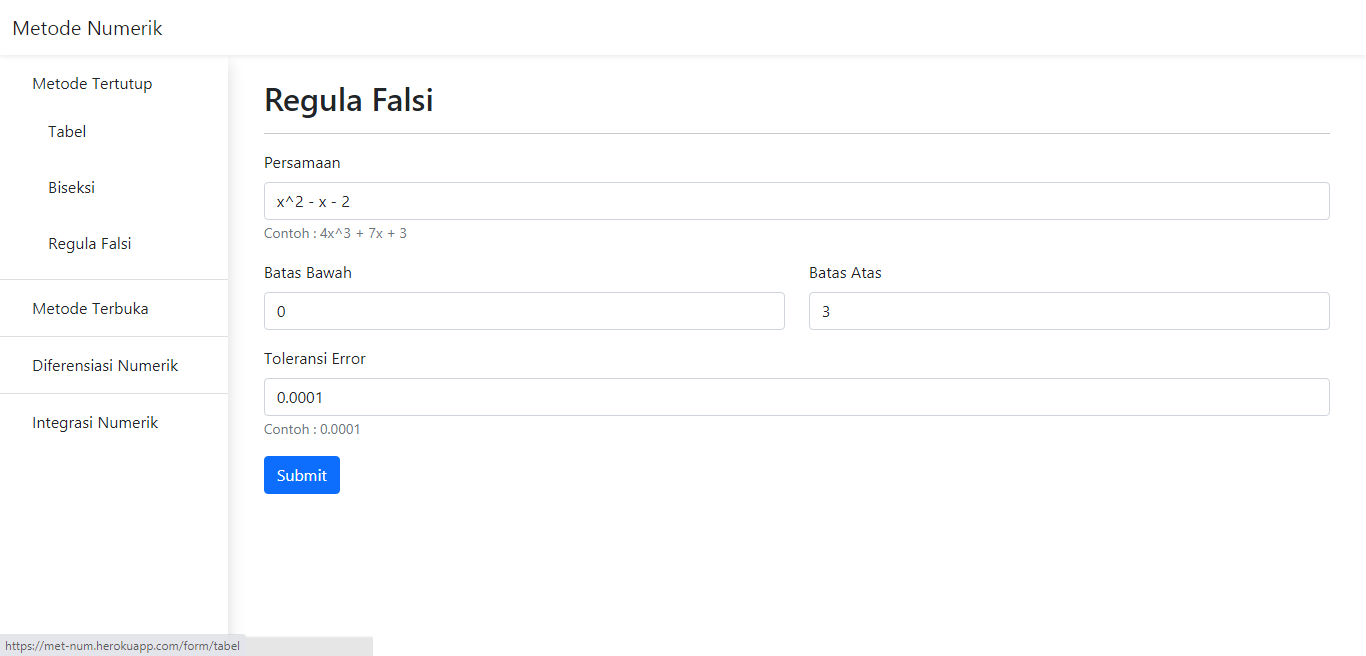 Metode Numerik
Metode Tertutup
Tabel
Biseksi
Regula Falsi
Metode Terbuka
Diferensiasi Numerik
Integrasi Numerik
Regula Falsi
Persamaan
x^2 - x - 2
Contoh : 4x^3 + 7x + 3
Batas Bawah
0
Batas Atas
3
Toleransi Error
0.0001
Contoh : 0.0001
Submit
https://met-num.herokuapp.com/form/tabel